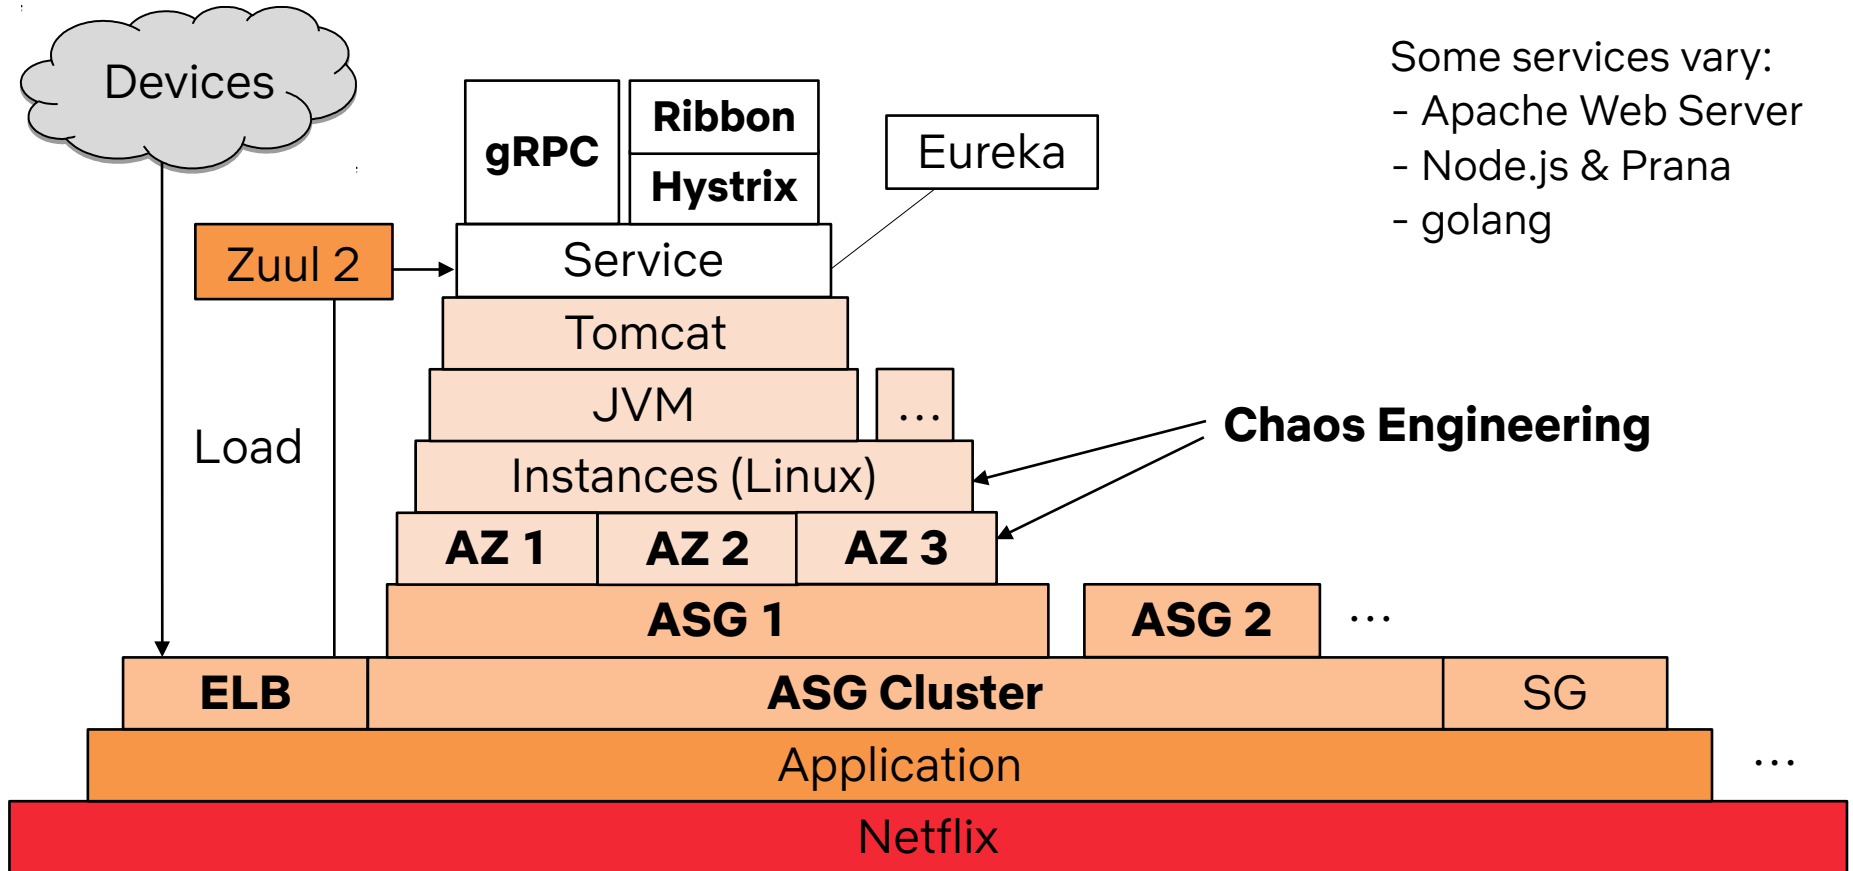 Devices
Some services vary:
- Apache Web Server
- Node.js & Prana
- golang
gRPC
Ribbon
Hystrix
Eureka
Zuul 2
Service
Tomcat
JVM
...
Load
Chaos Engineering
Instances (Linux)
AZ 1
AZ 2
AZ 3
ASG 1
ASG 2
...
ELB
ASG Cluster
SG
Application
...
Netflix